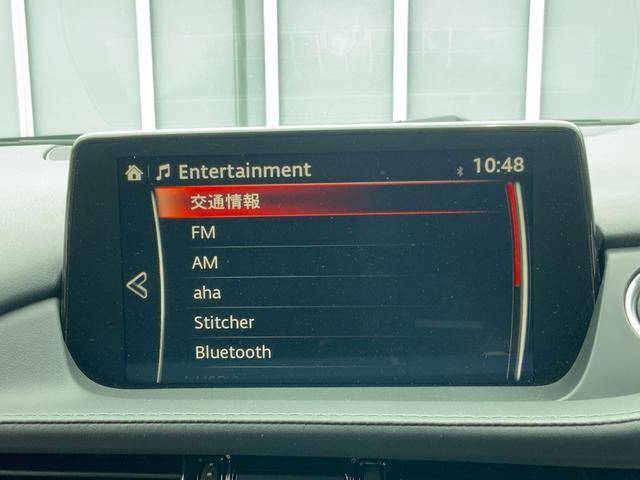 Entertainment 10:48
交通情報
FM
AM
aha
Stitcher
Bluetooth